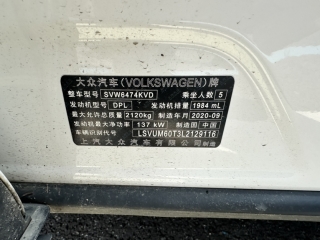 大众汽车(VOLKSWAGEN)牌
整车型号 SVW6474KVD 乘坐人数 5
发动机型号 DPL 发动机排量 1984 mL
最大允许总质量 2120kg 制造年月 2020-09
发动机最大净功率 137 kW 制造国 中国
车辆识别代号 LSVUM60T3L2129116
上汽大众汽车有限公司制造